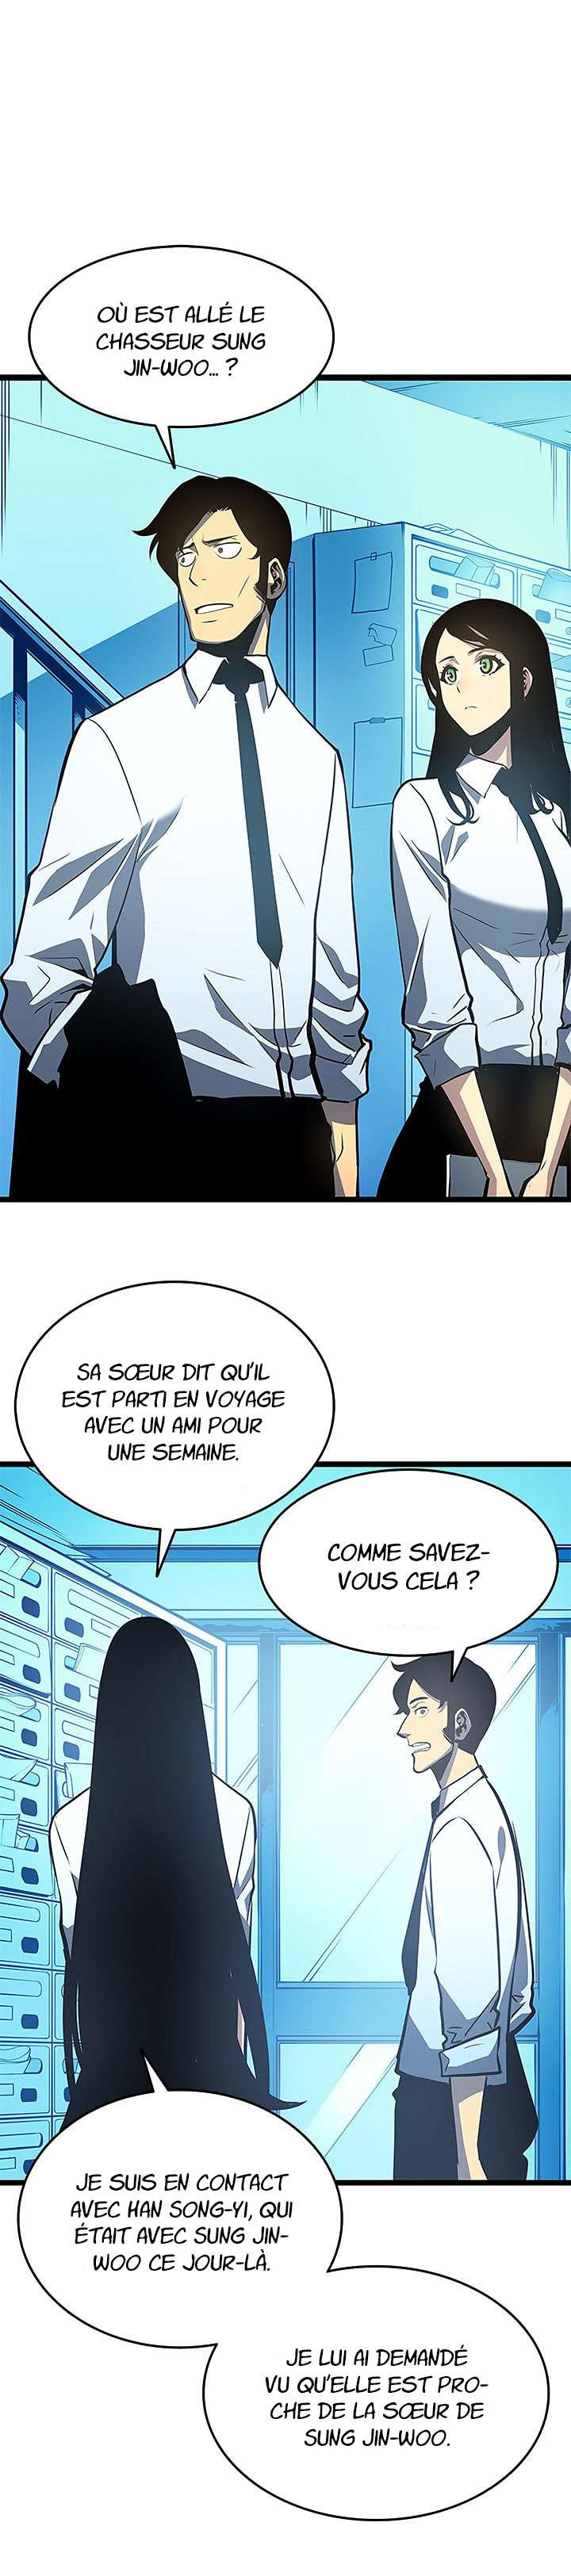 OÙ EST ALLÉ LE
CHASSEUR SUNG
JIN-WOO... ?
SA SŒUR DIT QU'IL
EST PARTI EN VOYAGE
AVEC UN AMI POUR
UNE SEMAINE.
COMME SAVEZ-
VOUS CELA ?
JE SUIS EN CONTACT
AVEC HAN SONG-YI, QUI
ÉTAIT AVEC SUNG JIN-
WOO CE JOUR-LÀ.
JE LUI AI DEMANDÉ
VU QU'ELLE EST PRO-
CHE DE LA SŒUR DE
SUNG JIN-WOO.